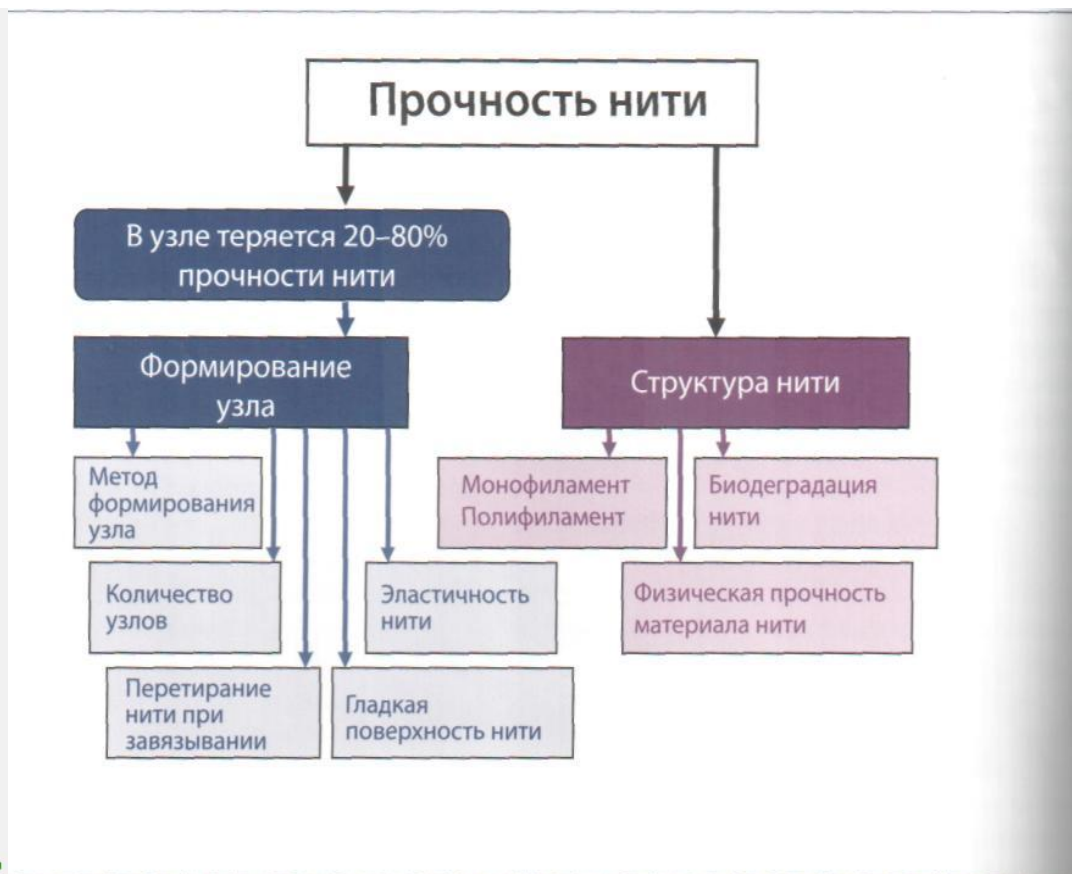 Прочность нити
В узле теряется 20–80%
прочности нити
Формирование
узла
Структура нити
Метод
формирования
узла
Монофиламент
Полифиламент
Биодеградация
нити
Количество
узлов
Эластичность
нити
Физическая прочность
материала нити
Перетирание
нити при
завязывании
Гладкая
поверхность нити